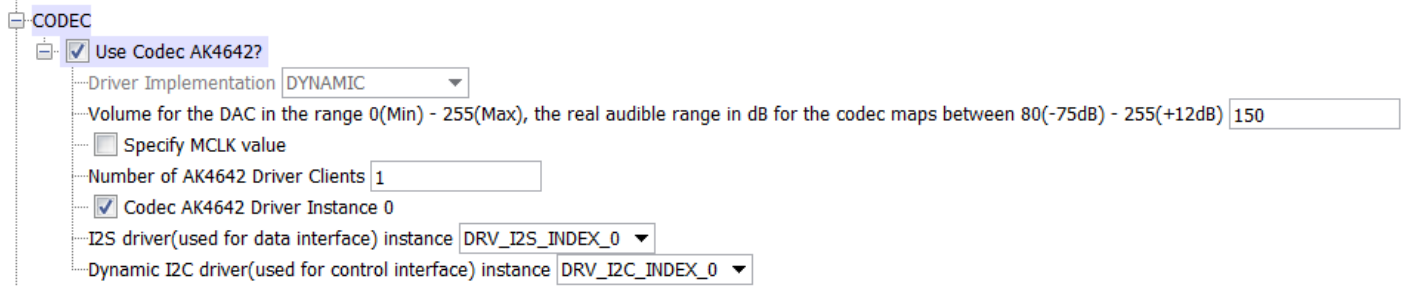 CODEC
Use Codec AK4642?
Driver Implementation DYNAMIC
Volume for the DAC in the range 0(Min) - 255(Max), the real audible range in dB for the codec maps between 80(-75dB) - 255(+12dB) 150
Specify MCLK value
Number of AK4642 Driver Clients 1
Codec AK4642 Driver Instance 0
I2S driver(used for data interface) instance DRV_I2S_INDEX_0
Dynamic I2C driver(used for control interface) instance DRV_I2C_INDEX_0